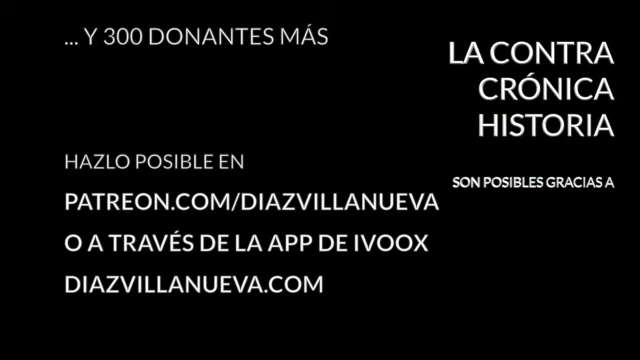 ... Y 300 DONANTES MÁS
HAZLO POSIBLE EN
PATREON.COM/DIAZVILLANUEVA
O A TRAVÉS DE LA APP DE IVOOX
DIAZVILLANUEVA.COM
LA CONTRA
CRÓNICA
HISTORIA
SON POSIBLES GRACIAS A